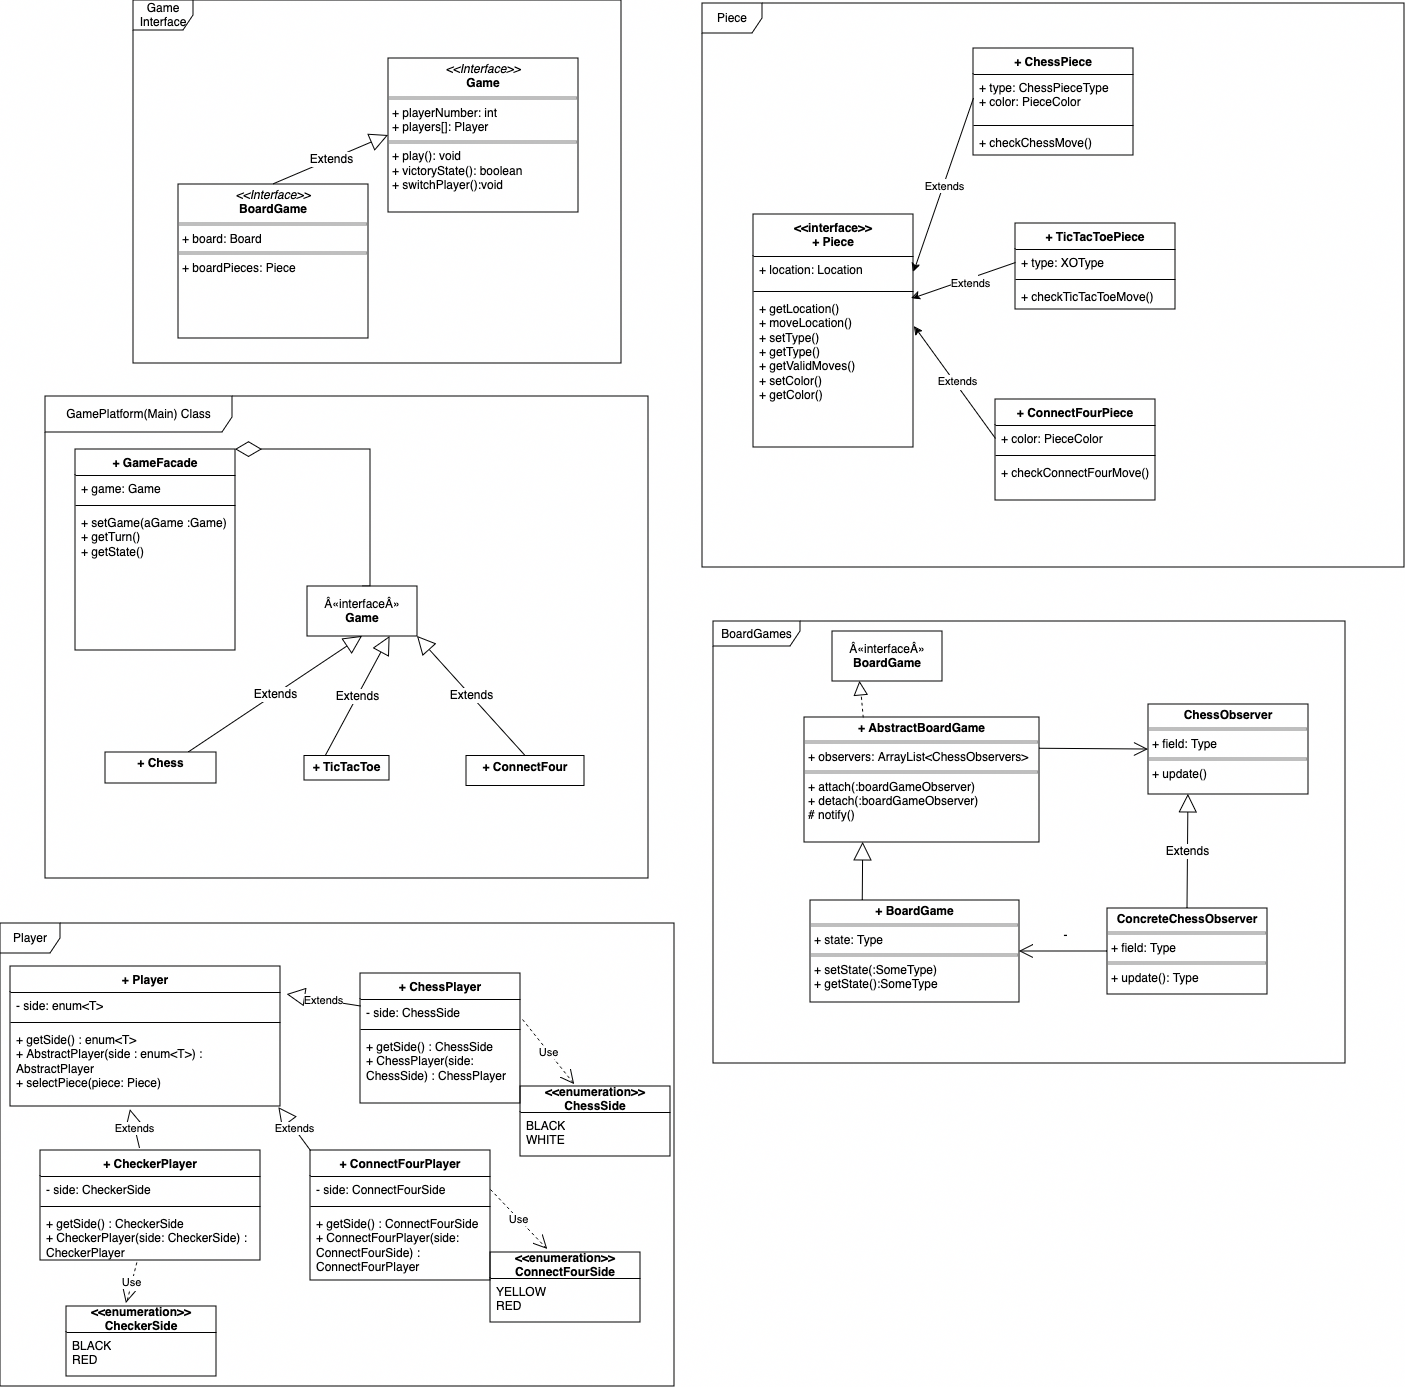 Game
Interface
<<Interface>>
Game
+ playerNumber: int
+ players[]: Player
+ play(): void
+ victoryState(): boolean
+ switchPlayer():void
Extends
<<Interface>>
BoardGame
+ board: Board
+ boardPieces: Piece
Piece
+ ChessPiece
+ type: ChessPieceType
+ color: PieceColor
+ checkChessMove()
Extends
<<interface>>
+ Piece
+ location: Location
+ getLocation()
+ moveLocation()
+ setType()
+ getType()
+ getValidMoves()
+ setColor()
+ getColor()
+ TicTacToePiece
+ type: XOType
+ checkTicTacToeMove()
Extends
Extends
+ ConnectFourPiece
+ color: PieceColor
+ checkConnectFourMove()
GamePlatform(Main) Class
+ GameFacade
+ game: Game
+ setGame(aGame :Game)
+ getTurn()
+ getState()
Â«interfaceÂ»
Game
Extends
Extends
Extends
+ Chess
+ TicTacToe
+ ConnectFour
BoardGames
Â«interfaceÂ»
BoardGame
+ AbstractBoardGame
+ observers: ArrayList<ChessObservers>
+ attach(:boardGameObserver)
+ detach(:boardGameObserver)
# notify()
ChessObserver
+ field: Type
+ update()
Extends
+ BoardGame
+ state: Type
+ setState(:SomeType)
+ getState():SomeType
-
ConcreteChessObserver
+ field: Type
+ update(): Type
Player
+ Player
- side: enum<T>
+ getSide() : enum<T>
+ AbstractPlayer(side : enum<T>) :
AbstractPlayer
+ selectPiece(piece: Piece)
Extends
+ ChessPlayer
- side: ChessSide
+ getSide() : ChessSide
+ ChessPlayer(side:
ChessSide) : ChessPlayer
Use
<<enumeration>>
ChessSide
BLACK
WHITE
Extends
Extends
+ CheckerPlayer
- side: CheckerSide
+ getSide() : CheckerSide
+ CheckerPlayer(side: CheckerSide) :
CheckerPlayer
Use
<<enumeration>>
CheckerSide
BLACK
RED
+ ConnectFourPlayer
- side: ConnectFourSide
+ getSide() : ConnectFourSide
+ ConnectFourPlayer(side:
ConnectFourSide) :
ConnectFourPlayer
Use
<<enumeration>>
ConnectFourSide
YELLOW
RED